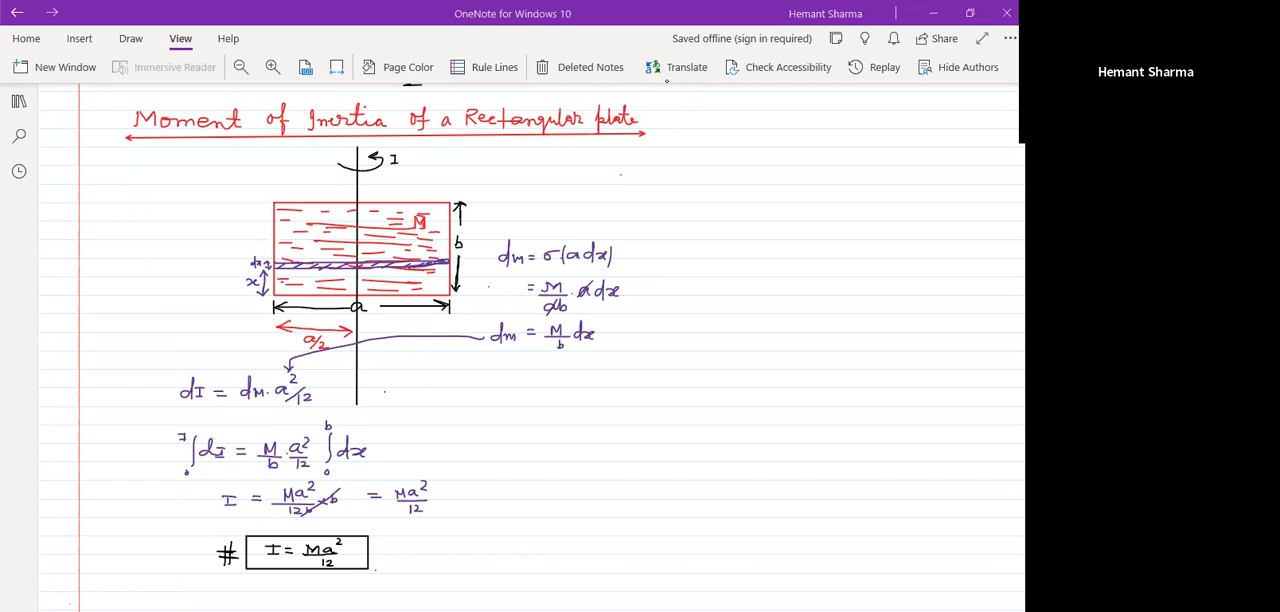 OneNote for Windows 10
Hemant Sharma
Home Insert Draw View Help
Saved offline (sign in required) Share
New Window Immersive Reader Page Color Rule Lines Deleted Notes Translate Check Accessibility Replay Hide Authors
Hemant Sharma
Moment of Inertia of a Rectangular plate
I
M
b
dx
x
a
a/2
dm = σ(a dx)
= M/ab · a dx
dm = M/b dx
dI = dm · a²/12
∫₀ᴵ dI = M/b · a²/12 ∫₀ᵇ dx
I = Ma²/12b × b = Ma²/12
# I = Ma²/12